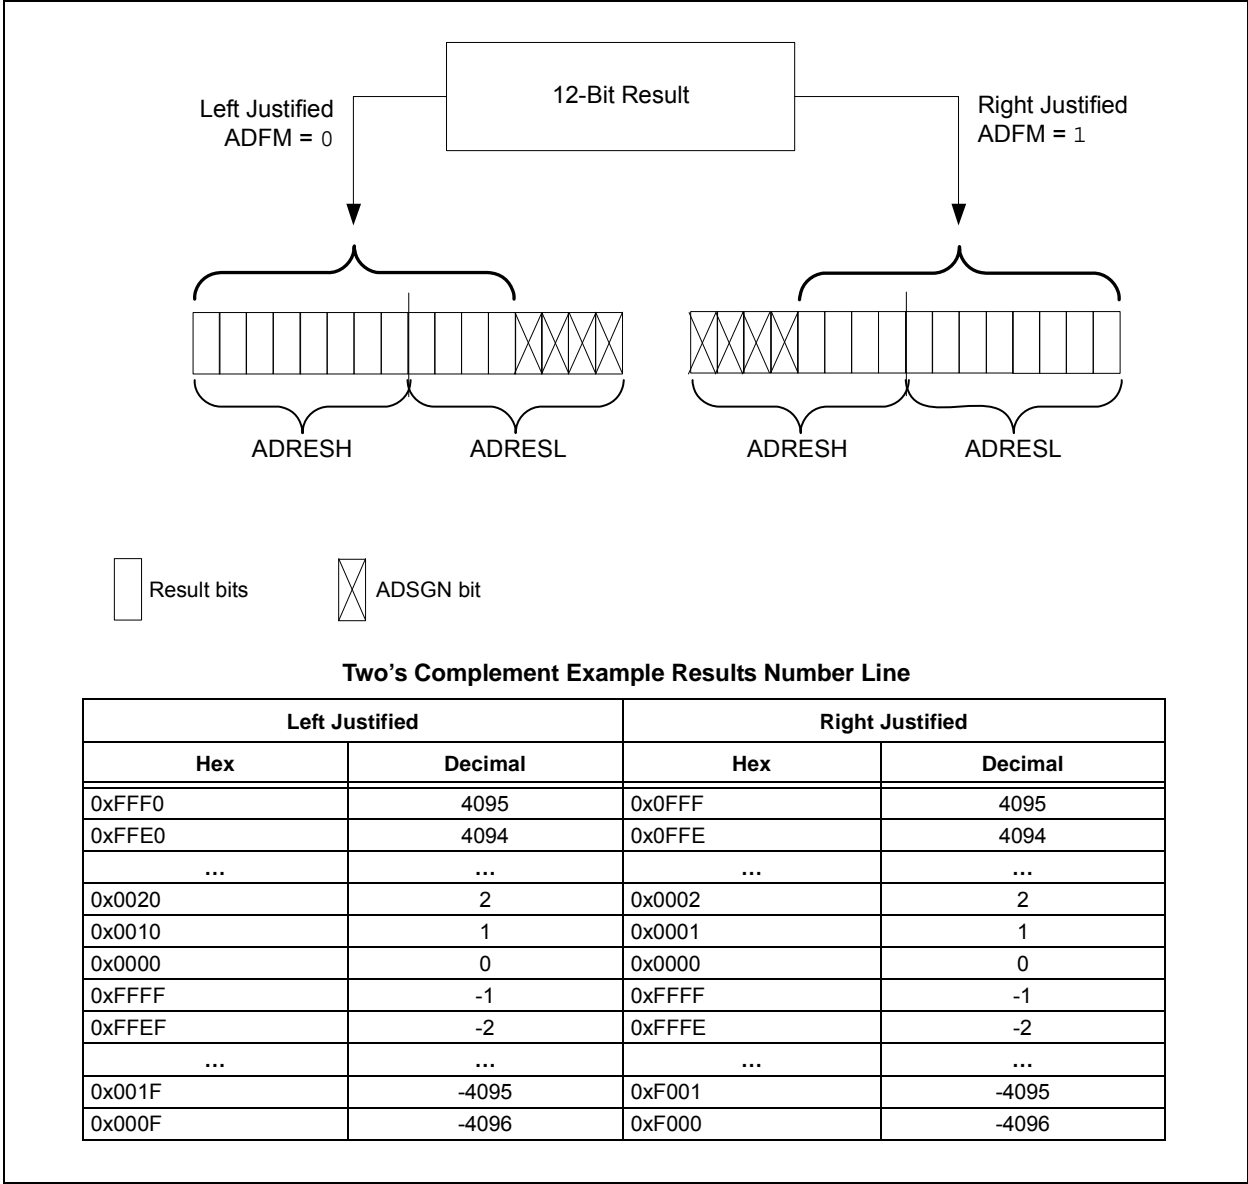 12-Bit Result
Left Justified
ADFM = 0
Right Justified
ADFM = 1
ADRESH ADRESL ADRESH ADRESL
Result bits ADSGN bit
Two’s Complement Example Results Number Line
Left Justified Right Justified
Hex Decimal Hex Decimal
0xFFF0 4095 0x0FFF 4095
0xFFE0 4094 0x0FFE 4094
… … … …
0x0020 2 0x0002 2
0x0010 1 0x0001 1
0x0000 0 0x0000 0
0xFFFF -1 0xFFFF -1
0xFFEF -2 0xFFFE -2
… … … …
0x001F -4095 0xF001 -4095
0x000F -4096 0xF000 -4096